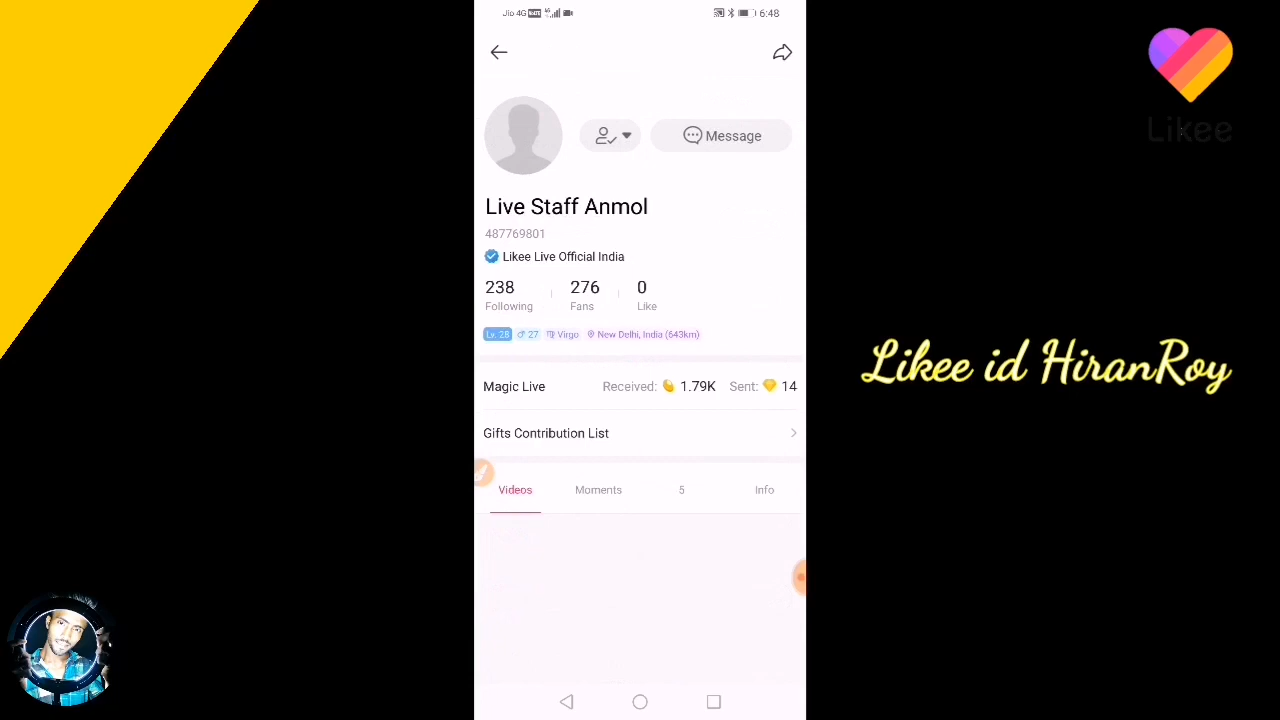 Jio 4G VoLTE 6:48
Likee
Message
Live Staff Anmol
487769801
Likee Live Official India
238 276 0
Following Fans Like
Lv. 28 27 Virgo New Delhi, India (643km)
Likee id HiranRoy
Magic Live Received: 1.79K Sent: 14
Gifts Contribution List
Videos Moments 5 Info